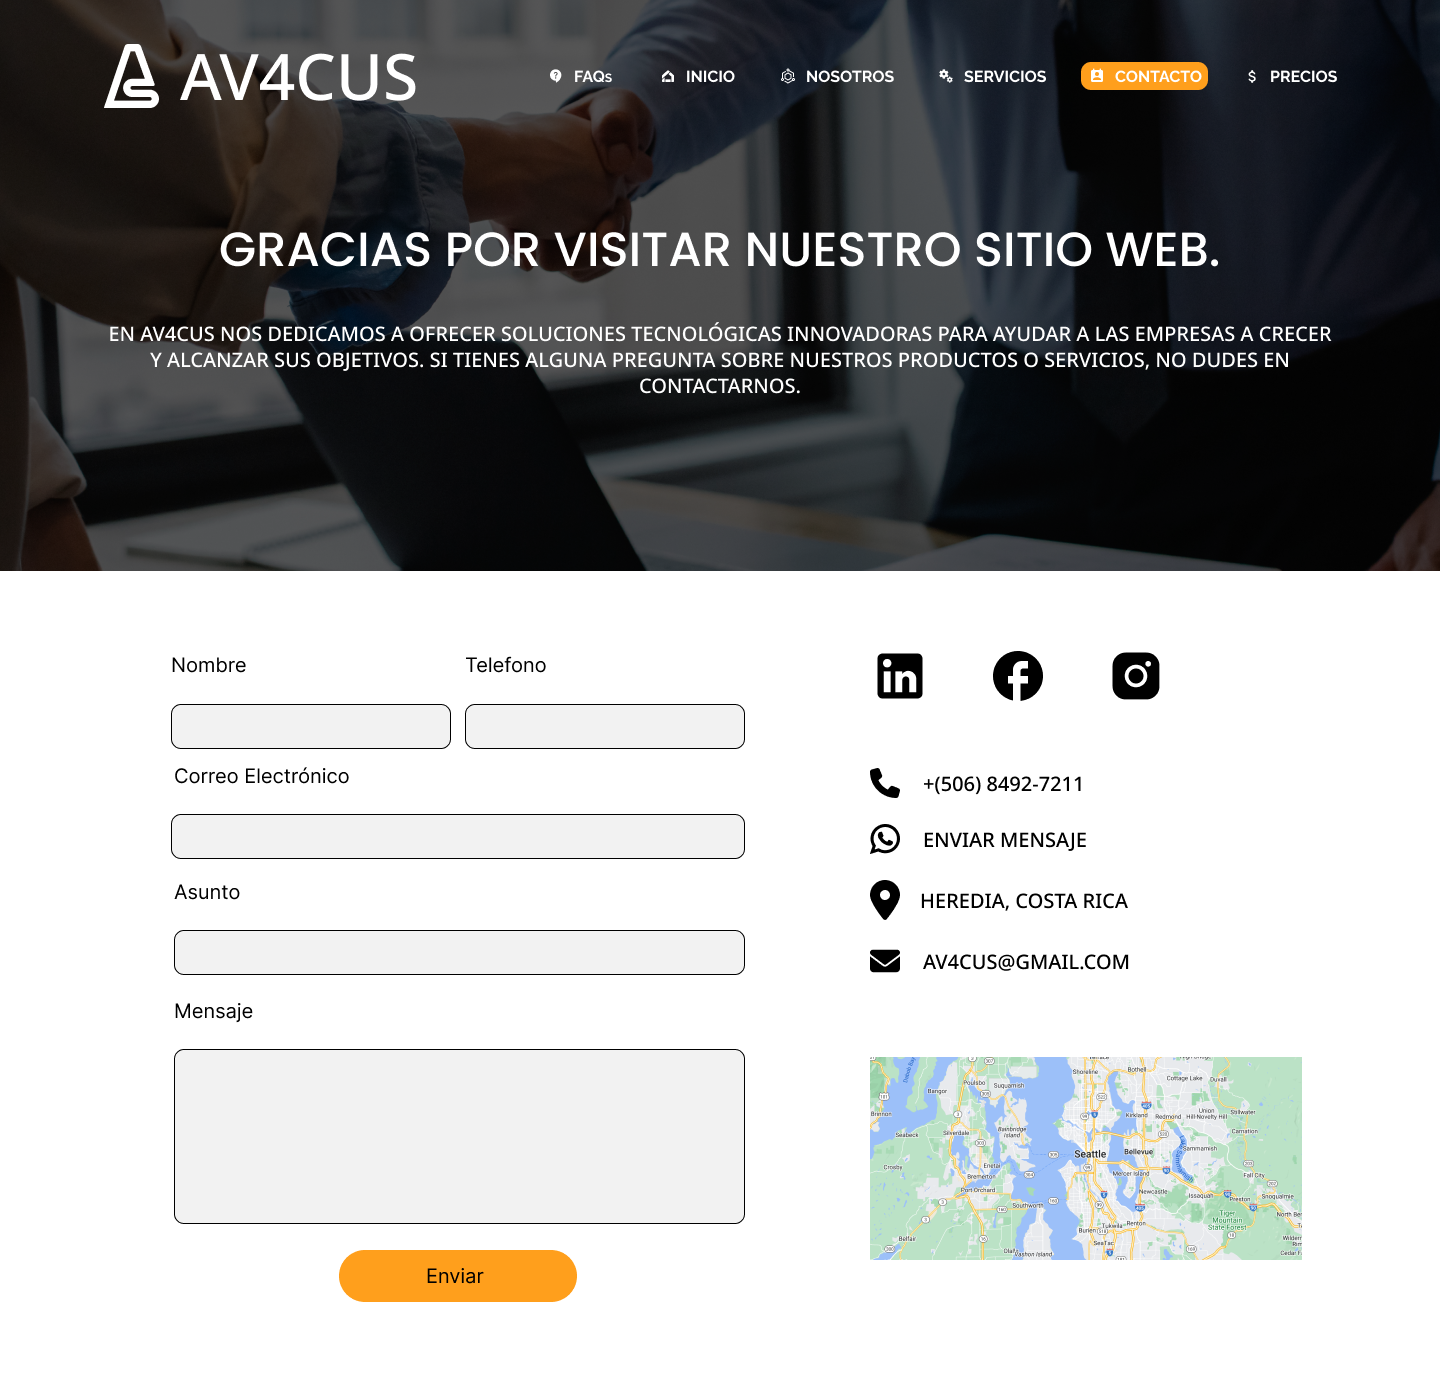 AV4CUS
FAQs
INICIO
NOSOTROS
SERVICIOS
CONTACTO
PRECIOS
GRACIAS POR VISITAR NUESTRO SITIO WEB.
EN AV4CUS NOS DEDICAMOS A OFRECER SOLUCIONES TECNOLÓGICAS INNOVADORAS PARA AYUDAR A LAS EMPRESAS A CRECER
Y ALCANZAR SUS OBJETIVOS. SI TIENES ALGUNA PREGUNTA SOBRE NUESTROS PRODUCTOS O SERVICIOS, NO DUDES EN
CONTACTARNOS.
Nombre
Telefono
Correo Electrónico
Asunto
Mensaje
Enviar
in
+(506) 8492-7211
ENVIAR MENSAJE
HEREDIA, COSTA RICA
AV4CUS@GMAIL.COM
Shoreline
Bothell
Cottage Lake
Duvall
Poulsbo
Suquamish
Bangor
Kirkland
Redmond
Union
Hill-Novelty Hill
Stillwater
Carnation
Seabeck
Silverdale
Bainbridge
Island
Seattle
Bellevue
Sammamish
Crosby
Enetai
Bremerton
Mercer Island
Fall City
Port Orchard
Newcastle
Issaquah
Preston
Snoqualmie
Southworth
North Be
Tiger
Mountain
State Forest
Burien
Tukwila
Renton
Belfair
Olal
Vashon Island
SeaTac
Cedar F